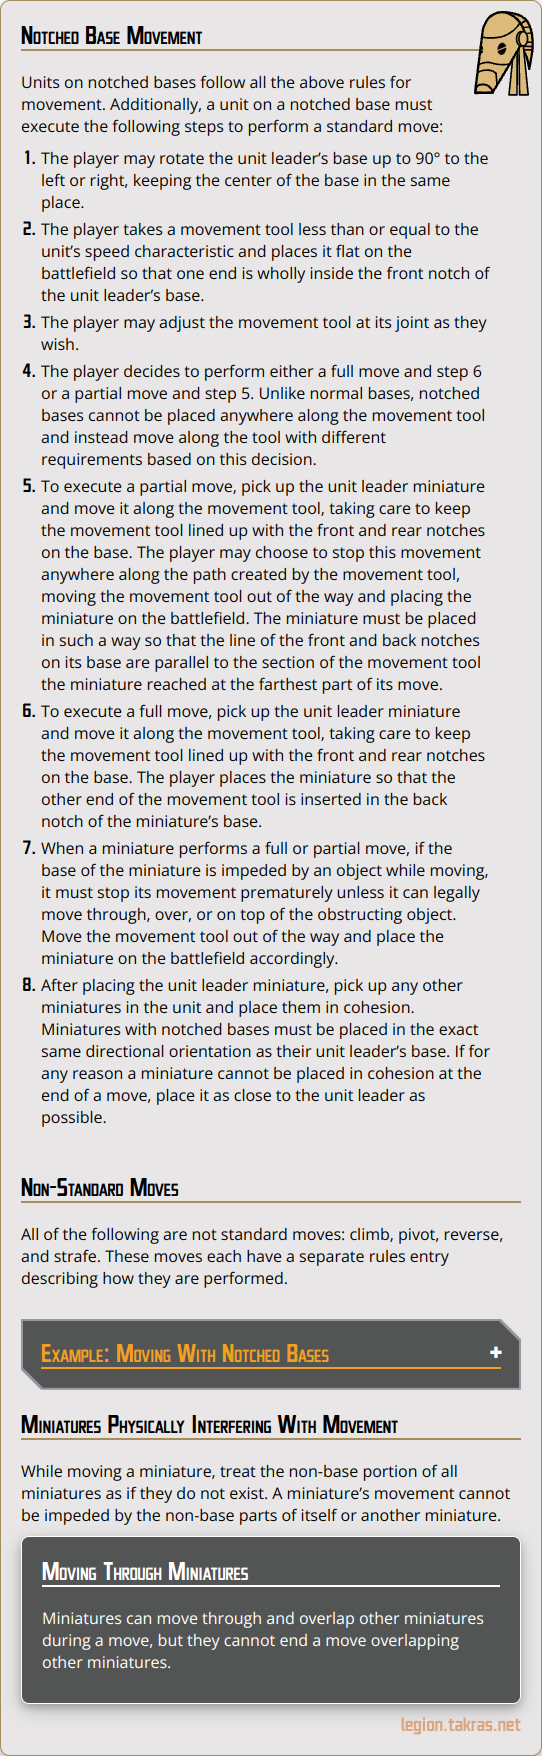 Notched Base Movement
Units on notched bases follow all the above rules for
movement. Additionally, a unit on a notched base must
execute the following steps to perform a standard move:
1. The player may rotate the unit leader’s base up to 90° to the
left or right, keeping the center of the base in the same
place.
2. The player takes a movement tool less than or equal to the
unit’s speed characteristic and places it flat on the
battlefield so that one end is wholly inside the front notch of
the unit leader’s base.
3. The player may adjust the movement tool at its joint as they
wish.
4. The player decides to perform either a full move and step 6
or a partial move and step 5. Unlike normal bases, notched
bases cannot be placed anywhere along the movement tool
and instead move along the tool with different
requirements based on this decision.
5. To execute a partial move, pick up the unit leader miniature
and move it along the movement tool, taking care to keep
the movement tool lined up with the front and rear notches
on the base. The player may choose to stop this movement
anywhere along the path created by the movement tool,
moving the movement tool out of the way and placing the
miniature on the battlefield. The miniature must be placed
in such a way so that the line of the front and back notches
on its base are parallel to the section of the movement tool
the miniature reached at the farthest part of its move.
6. To execute a full move, pick up the unit leader miniature
and move it along the movement tool, taking care to keep
the movement tool lined up with the front and rear notches
on the base. The player places the miniature so that the
other end of the movement tool is inserted in the back
notch of the miniature’s base.
7. When a miniature performs a full or partial move, if the
base of the miniature is impeded by an object while moving,
it must stop its movement prematurely unless it can legally
move through, over, or on top of the obstructing object.
Move the movement tool out of the way and place the
miniature on the battlefield accordingly.
8. After placing the unit leader miniature, pick up any other
miniatures in the unit and place them in cohesion.
Miniatures with notched bases must be placed in the exact
same directional orientation as their unit leader’s base. If for
any reason a miniature cannot be placed in cohesion at the
end of a move, place it as close to the unit leader as
possible.
Non-Standard Moves
All of the following are not standard moves: climb, pivot, reverse,
and strafe. These moves each have a separate rules entry
describing how they are performed.
Example: Moving With Notched Bases +
Miniatures Physically Interfering With Movement
While moving a miniature, treat the non-base portion of all
miniatures as if they do not exist. A miniature’s movement cannot
be impeded by the non-base parts of itself or another miniature.
Moving Through Miniatures
Miniatures can move through and overlap other miniatures
during a move, but they cannot end a move overlapping
other miniatures.
legion.takras.net